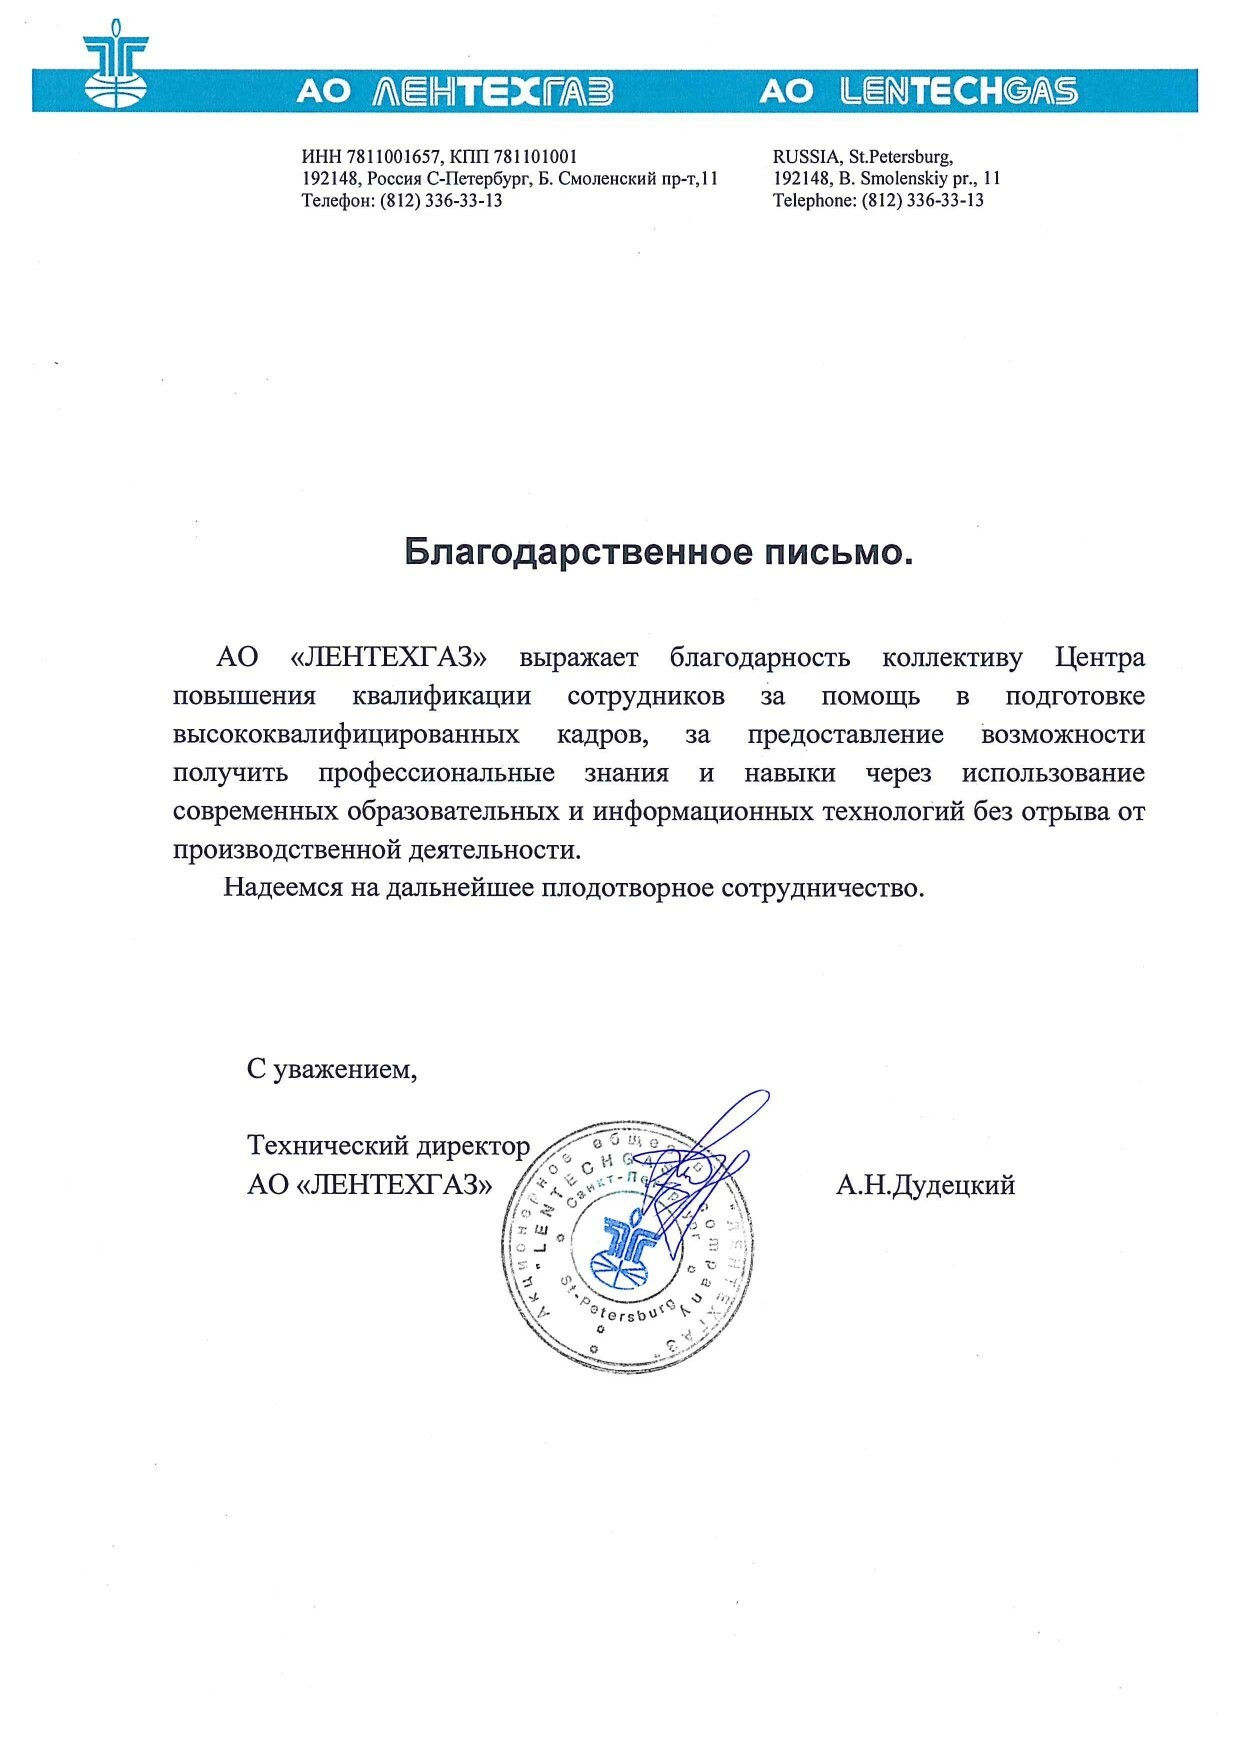 АО ЛЕНТЕХГАЗ АО LENTECHGAS
ИНН 7811001657, КПП 781101001
192148, Россия С-Петербург, Б. Смоленский пр-т,11
Телефон: (812) 336-33-13
RUSSIA, St.Petersburg,
192148, B. Smolenskiy pr., 11
Telephone: (812) 336-33-13
Благодарственное письмо.
АО «ЛЕНТЕХГАЗ» выражает благодарность коллективу Центра
повышения квалификации сотрудников за помощь в подготовке
высококвалифицированных кадров, за предоставление возможности
получить профессиональные знания и навыки через использование
современных образовательных и информационных технологий без отрыва от
производственной деятельности.
Надеемся на дальнейшее плодотворное сотрудничество.
С уважением,
Технический директор
АО «ЛЕНТЕХГАЗ» А.Н.Дудецкий
Акционерное общество "ЛЕНТЕХГАЗ"
"LENTECHGAS" Company
St-Petersburg